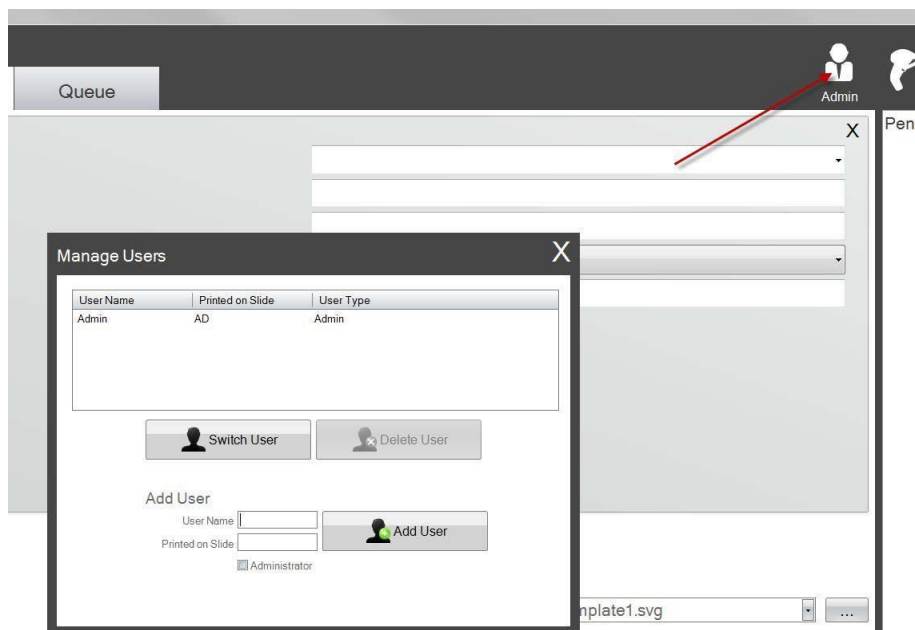 Queue
Admin
X
Pen
Manage Users
X
User Name Printed on Slide User Type
Admin AD Admin
Switch User Delete User
Add User
User Name
Add User
Printed on Slide
Administrator
mplate1.svg
...